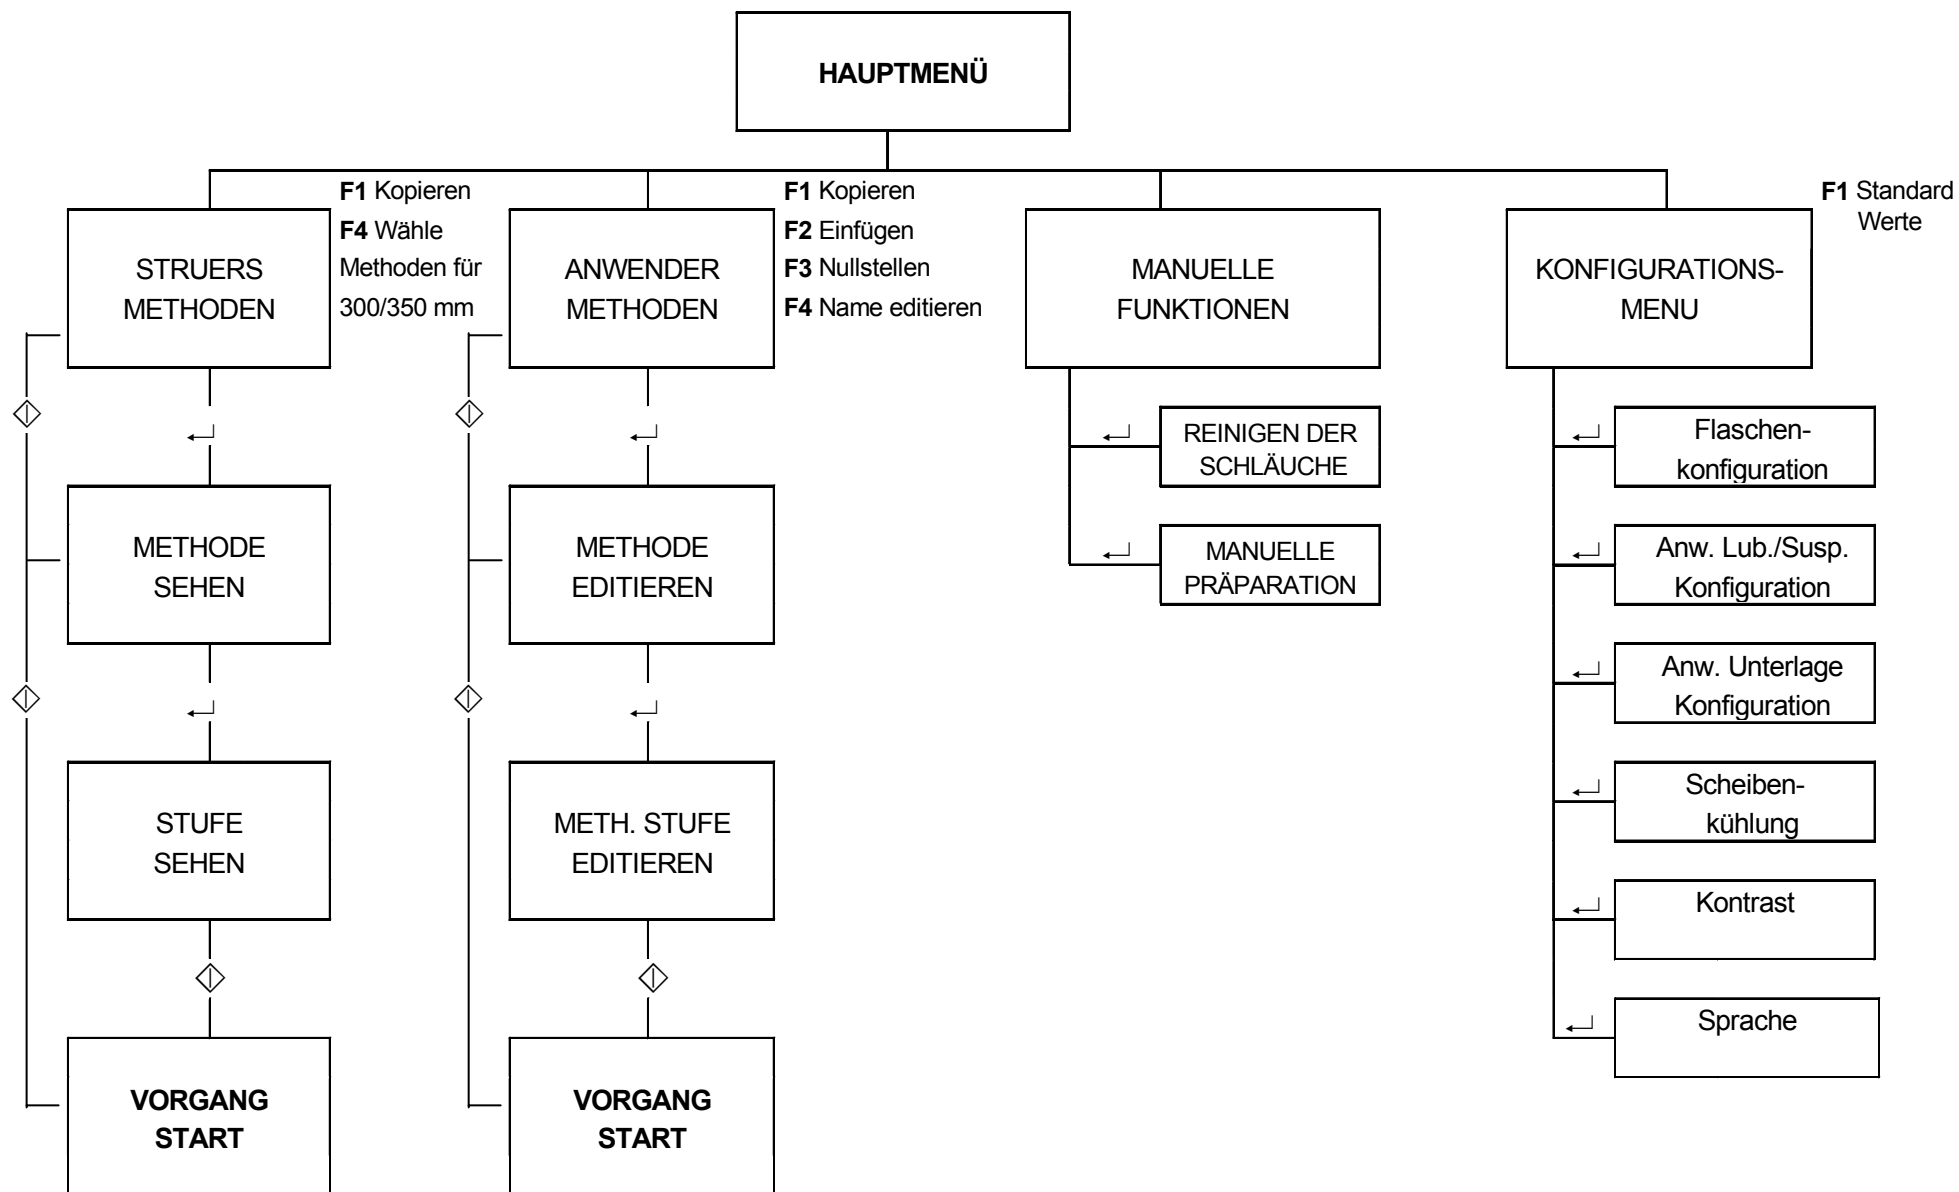 HAUPTMENÜ
F1 Kopieren
F4 Wähle
Methoden für
300/350 mm
F1 Kopieren
F2 Einfügen
F3 Nullstellen
F4 Name editieren
F1 Standard
Werte
STRUERS
METHODEN
ANWENDER
METHODEN
MANUELLE
FUNKTIONEN
KONFIGURATIONS-
MENU
METHODE
SEHEN
STUFE
SEHEN
VORGANG
START
METHODE
EDITIEREN
METH. STUFE
EDITIEREN
VORGANG
START
REINIGEN DER
SCHLÄUCHE
MANUELLE
PRÄPARATION
Flaschen-
konfiguration
Anw. Lub./Susp.
Konfiguration
Anw. Unterlage
Konfiguration
Scheiben-
kühlung
Kontrast
Sprache